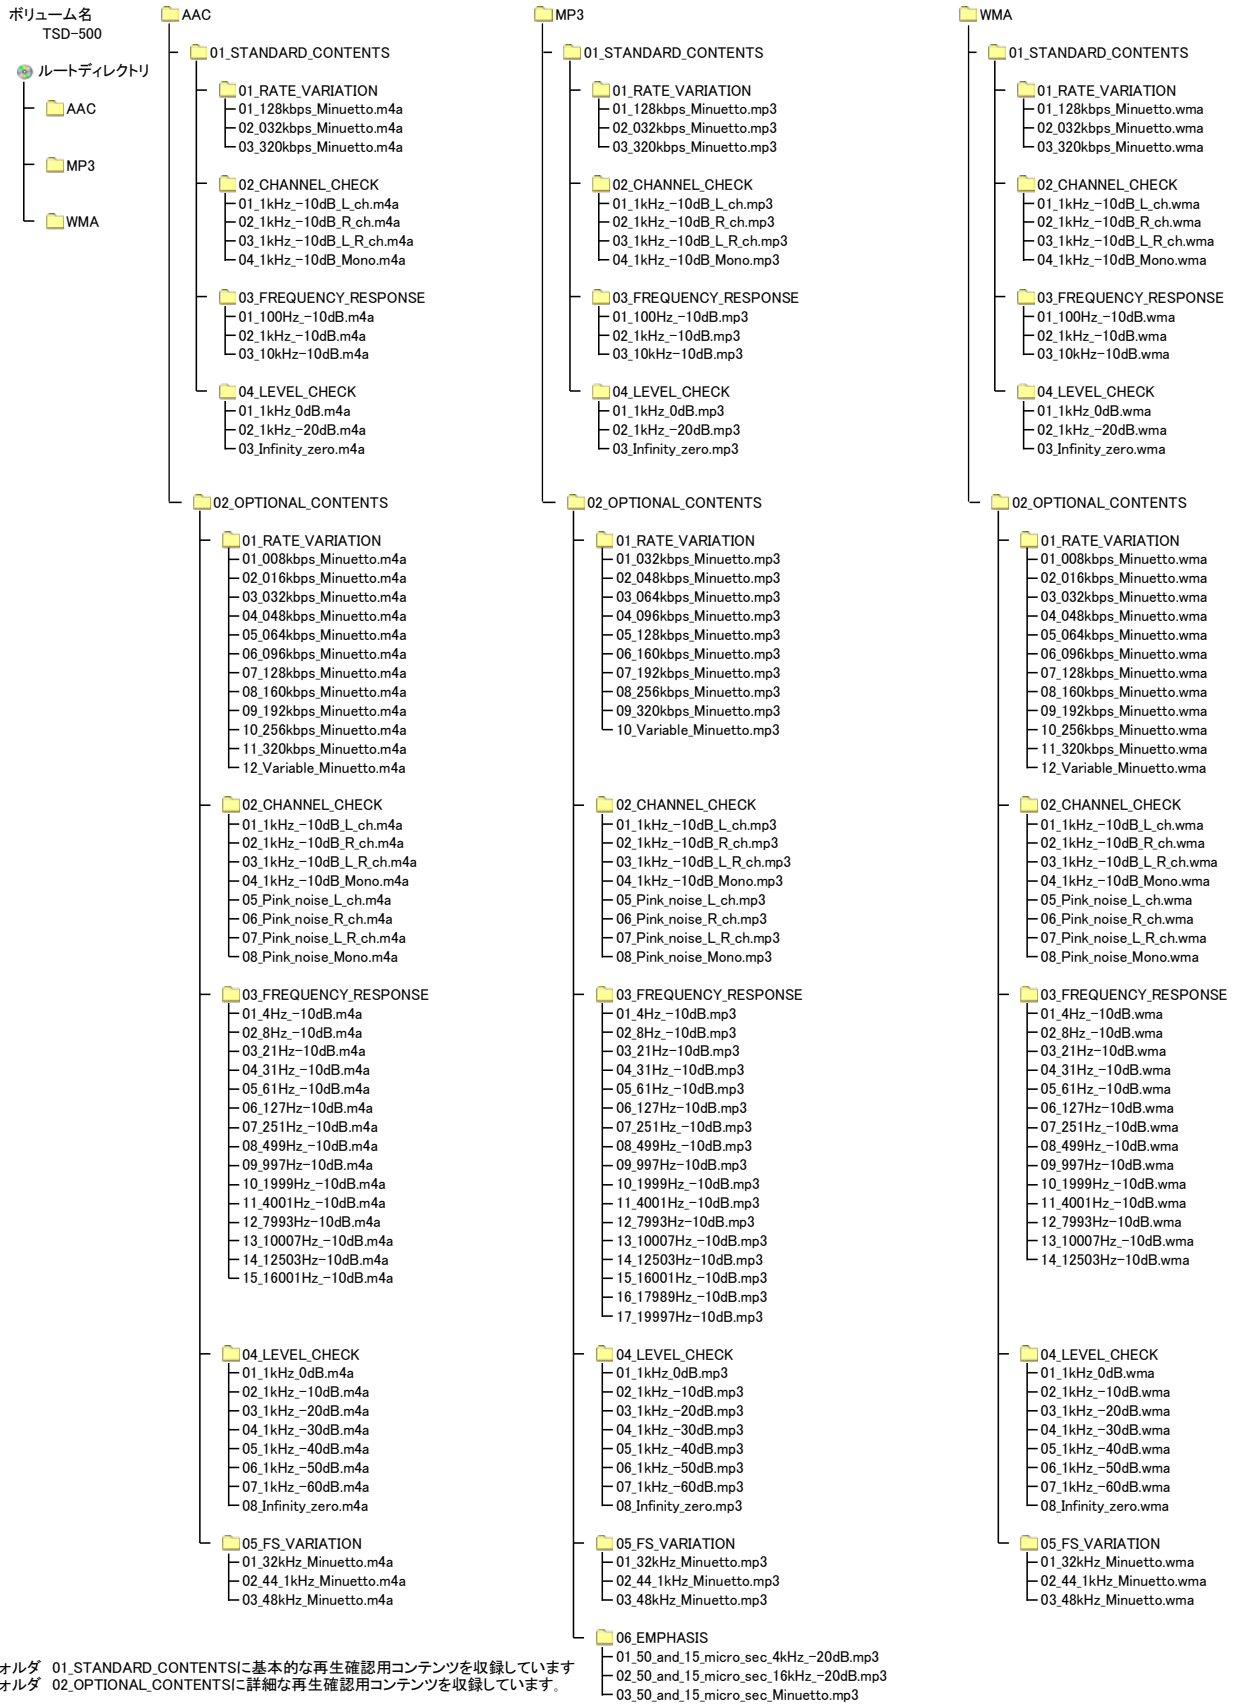 ボリューム名
TSD-500
ルートディレクトリ
AAC
MP3
WMA
AAC
01_STANDARD_CONTENTS
01_RATE_VARIATION
01_128kbps_Minuetto.m4a
02_032kbps_Minuetto.m4a
03_320kbps_Minuetto.m4a
02_CHANNEL_CHECK
01_1kHz_-10dB_L_ch.m4a
02_1kHz_-10dB_R_ch.m4a
03_1kHz_-10dB_L_R_ch.m4a
04_1kHz_-10dB_Mono.m4a
03_FREQUENCY_RESPONSE
01_100Hz_-10dB.m4a
02_1kHz_-10dB.m4a
03_10kHz-10dB.m4a
04_LEVEL_CHECK
01_1kHz_0dB.m4a
02_1kHz_-20dB.m4a
03_Infinity_zero.m4a
02_OPTIONAL_CONTENTS
01_RATE_VARIATION
01_008kbps_Minuetto.m4a
02_016kbps_Minuetto.m4a
03_032kbps_Minuetto.m4a
04_048kbps_Minuetto.m4a
05_064kbps_Minuetto.m4a
06_096kbps_Minuetto.m4a
07_128kbps_Minuetto.m4a
08_160kbps_Minuetto.m4a
09_192kbps_Minuetto.m4a
10_256kbps_Minuetto.m4a
11_320kbps_Minuetto.m4a
12_Variable_Minuetto.m4a
02_CHANNEL_CHECK
01_1kHz_-10dB_L_ch.m4a
02_1kHz_-10dB_R_ch.m4a
03_1kHz_-10dB_L_R_ch.m4a
04_1kHz_-10dB_Mono.m4a
05_Pink_noise_L_ch.m4a
06_Pink_noise_R_ch.m4a
07_Pink_noise_L_R_ch.m4a
08_Pink_noise_Mono.m4a
03_FREQUENCY_RESPONSE
01_4Hz_-10dB.m4a
02_8Hz_-10dB.m4a
03_21Hz-10dB.m4a
04_31Hz_-10dB.m4a
05_61Hz_-10dB.m4a
06_127Hz-10dB.m4a
07_251Hz_-10dB.m4a
08_499Hz_-10dB.m4a
09_997Hz-10dB.m4a
10_1999Hz_-10dB.m4a
11_4001Hz_-10dB.m4a
12_7993Hz-10dB.m4a
13_10007Hz_-10dB.m4a
14_12503Hz-10dB.m4a
15_16001Hz_-10dB.m4a
04_LEVEL_CHECK
01_1kHz_0dB.m4a
02_1kHz_-10dB.m4a
03_1kHz_-20dB.m4a
04_1kHz_-30dB.m4a
05_1kHz_-40dB.m4a
06_1kHz_-50dB.m4a
07_1kHz_-60dB.m4a
08_Infinity_zero.m4a
05_FS_VARIATION
01_32kHz_Minuetto.m4a
02_44_1kHz_Minuetto.m4a
03_48kHz_Minuetto.m4a
MP3
01_STANDARD_CONTENTS
01_RATE_VARIATION
01_128kbps_Minuetto.mp3
02_032kbps_Minuetto.mp3
03_320kbps_Minuetto.mp3
02_CHANNEL_CHECK
01_1kHz_-10dB_L_ch.mp3
02_1kHz_-10dB_R_ch.mp3
03_1kHz_-10dB_L_R_ch.mp3
04_1kHz_-10dB_Mono.mp3
03_FREQUENCY_RESPONSE
01_100Hz_-10dB.mp3
02_1kHz_-10dB.mp3
03_10kHz-10dB.mp3
04_LEVEL_CHECK
01_1kHz_0dB.mp3
02_1kHz_-20dB.mp3
03_Infinity_zero.mp3
02_OPTIONAL_CONTENTS
01_RATE_VARIATION
01_032kbps_Minuetto.mp3
02_048kbps_Minuetto.mp3
03_064kbps_Minuetto.mp3
04_096kbps_Minuetto.mp3
05_128kbps_Minuetto.mp3
06_160kbps_Minuetto.mp3
07_192kbps_Minuetto.mp3
08_256kbps_Minuetto.mp3
09_320kbps_Minuetto.mp3
10_Variable_Minuetto.mp3
02_CHANNEL_CHECK
01_1kHz_-10dB_L_ch.mp3
02_1kHz_-10dB_R_ch.mp3
03_1kHz_-10dB_L_R_ch.mp3
04_1kHz_-10dB_Mono.mp3
05_Pink_noise_L_ch.mp3
06_Pink_noise_R_ch.mp3
07_Pink_noise_L_R_ch.mp3
08_Pink_noise_Mono.mp3
03_FREQUENCY_RESPONSE
01_4Hz_-10dB.mp3
02_8Hz_-10dB.mp3
03_21Hz-10dB.mp3
04_31Hz_-10dB.mp3
05_61Hz_-10dB.mp3
06_127Hz-10dB.mp3
07_251Hz_-10dB.mp3
08_499Hz_-10dB.mp3
09_997Hz-10dB.mp3
10_1999Hz_-10dB.mp3
11_4001Hz_-10dB.mp3
12_7993Hz-10dB.mp3
13_10007Hz_-10dB.mp3
14_12503Hz-10dB.mp3
15_16001Hz_-10dB.mp3
16_17989Hz_-10dB.mp3
17_19997Hz-10dB.mp3
04_LEVEL_CHECK
01_1kHz_0dB.mp3
02_1kHz_-10dB.mp3
03_1kHz_-20dB.mp3
04_1kHz_-30dB.mp3
05_1kHz_-40dB.mp3
06_1kHz_-50dB.mp3
07_1kHz_-60dB.mp3
08_Infinity_zero.mp3
05_FS_VARIATION
01_32kHz_Minuetto.mp3
02_44_1kHz_Minuetto.mp3
03_48kHz_Minuetto.mp3
06_EMPHASIS
01_50_and_15_micro_sec_4kHz_-20dB.mp3
02_50_and_15_micro_sec_16kHz_-20dB.mp3
03_50_and_15_micro_sec_Minuetto.mp3
WMA
01_STANDARD_CONTENTS
01_RATE_VARIATION
01_128kbps_Minuetto.wma
02_032kbps_Minuetto.wma
03_320kbps_Minuetto.wma
02_CHANNEL_CHECK
01_1kHz_-10dB_L_ch.wma
02_1kHz_-10dB_R_ch.wma
03_1kHz_-10dB_L_R_ch.wma
04_1kHz_-10dB_Mono.wma
03_FREQUENCY_RESPONSE
01_100Hz_-10dB.wma
02_1kHz_-10dB.wma
03_10kHz-10dB.wma
04_LEVEL_CHECK
01_1kHz_0dB.wma
02_1kHz_-20dB.wma
03_Infinity_zero.wma
02_OPTIONAL_CONTENTS
01_RATE_VARIATION
01_008kbps_Minuetto.wma
02_016kbps_Minuetto.wma
03_032kbps_Minuetto.wma
04_048kbps_Minuetto.wma
05_064kbps_Minuetto.wma
06_096kbps_Minuetto.wma
07_128kbps_Minuetto.wma
08_160kbps_Minuetto.wma
09_192kbps_Minuetto.wma
10_256kbps_Minuetto.wma
11_320kbps_Minuetto.wma
12_Variable_Minuetto.wma
02_CHANNEL_CHECK
01_1kHz_-10dB_L_ch.wma
02_1kHz_-10dB_R_ch.wma
03_1kHz_-10dB_L_R_ch.wma
04_1kHz_-10dB_Mono.wma
05_Pink_noise_L_ch.wma
06_Pink_noise_R_ch.wma
07_Pink_noise_L_R_ch.wma
08_Pink_noise_Mono.wma
03_FREQUENCY_RESPONSE
01_4Hz_-10dB.wma
02_8Hz_-10dB.wma
03_21Hz-10dB.wma
04_31Hz_-10dB.wma
05_61Hz_-10dB.wma
06_127Hz-10dB.wma
07_251Hz_-10dB.wma
08_499Hz_-10dB.wma
09_997Hz-10dB.wma
10_1999Hz_-10dB.wma
11_4001Hz_-10dB.wma
12_7993Hz-10dB.wma
13_10007Hz_-10dB.wma
14_12503Hz-10dB.wma
04_LEVEL_CHECK
01_1kHz_0dB.wma
02_1kHz_-10dB.wma
03_1kHz_-20dB.wma
04_1kHz_-30dB.wma
05_1kHz_-40dB.wma
06_1kHz_-50dB.wma
07_1kHz_-60dB.wma
08_Infinity_zero.wma
05_FS_VARIATION
01_32kHz_Minuetto.wma
02_44_1kHz_Minuetto.wma
03_48kHz_Minuetto.wma
ォルダ 01_STANDARD_CONTENTSに基本的な再生確認用コンテンツを収録しています
ォルダ 02_OPTIONAL_CONTENTSに詳細な再生確認用コンテンツを収録しています。